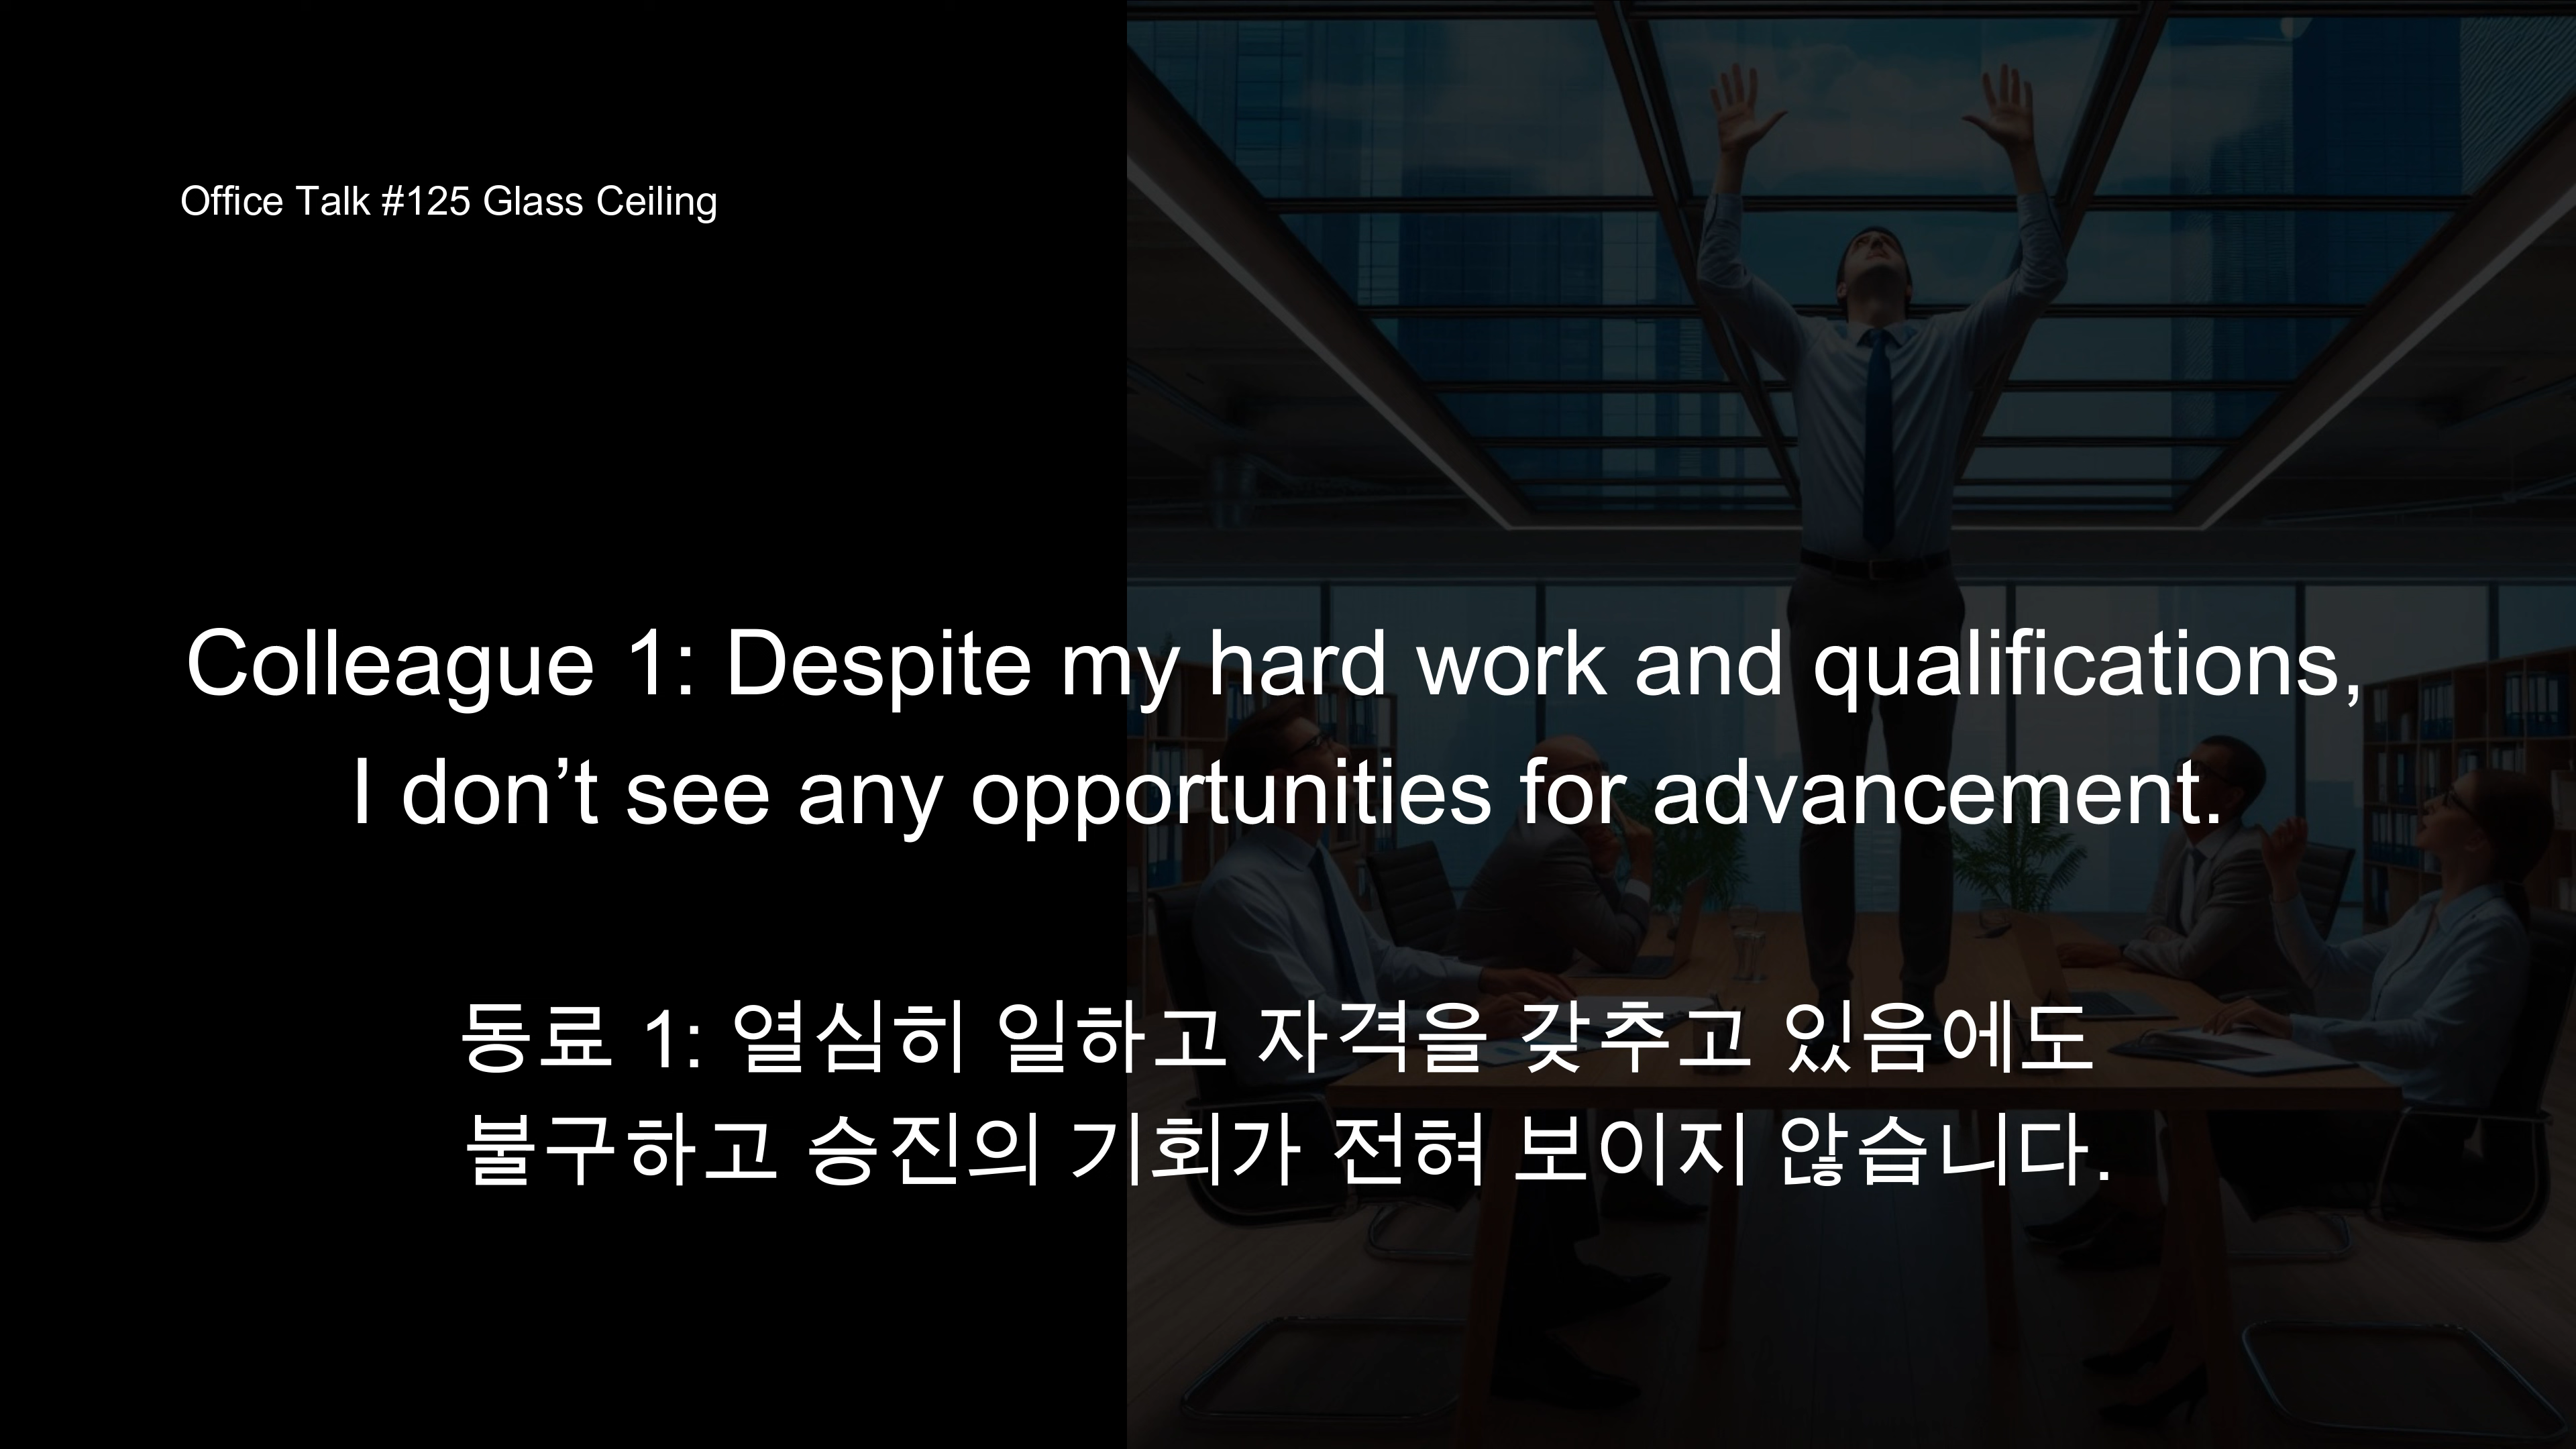 Office Talk #125 Glass Ceiling
Colleague 1: Despite my hard work and qualifications,
I don’t see any opportunities for advancement.
동료 1: 열심히 일하고 자격을 갖추고 있음에도
불구하고 승진의 기회가 전혀 보이지 않습니다.